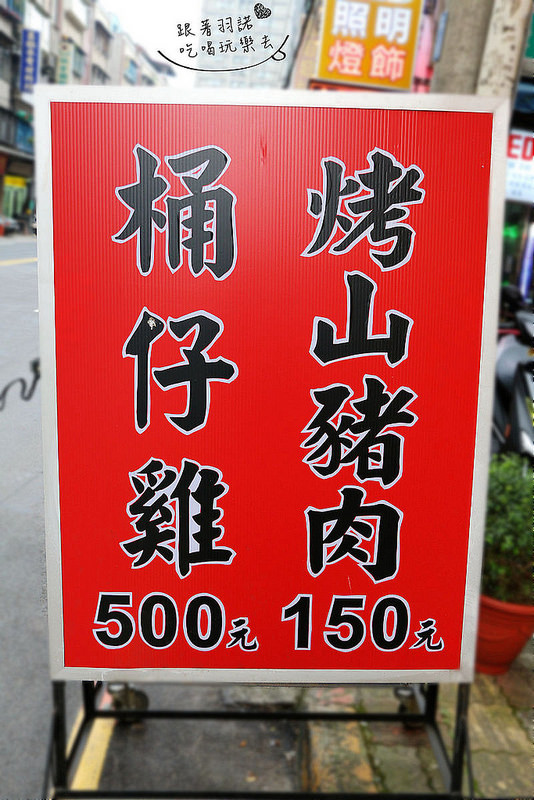 跟著羽諾
吃喝玩樂去
照明
燈飾
烤山豬肉
150元
桶仔雞
500元
ED